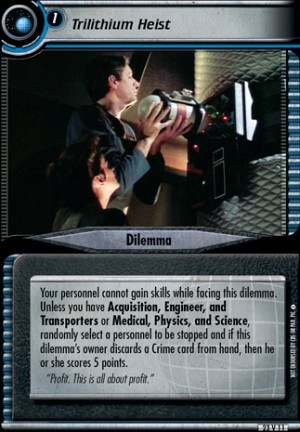 1
Trilithium Heist
Dilemma
Your personnel cannot gain skills while facing this dilemma.
Unless you have Acquisition, Engineer, and
Transporters or Medical, Physics, and Science,
randomly select a personnel to be stopped and if this
dilemma's owner discards a Crime card from hand, then he
or she scores 5 points.
"Profit. This is all about profit."
23 V 11